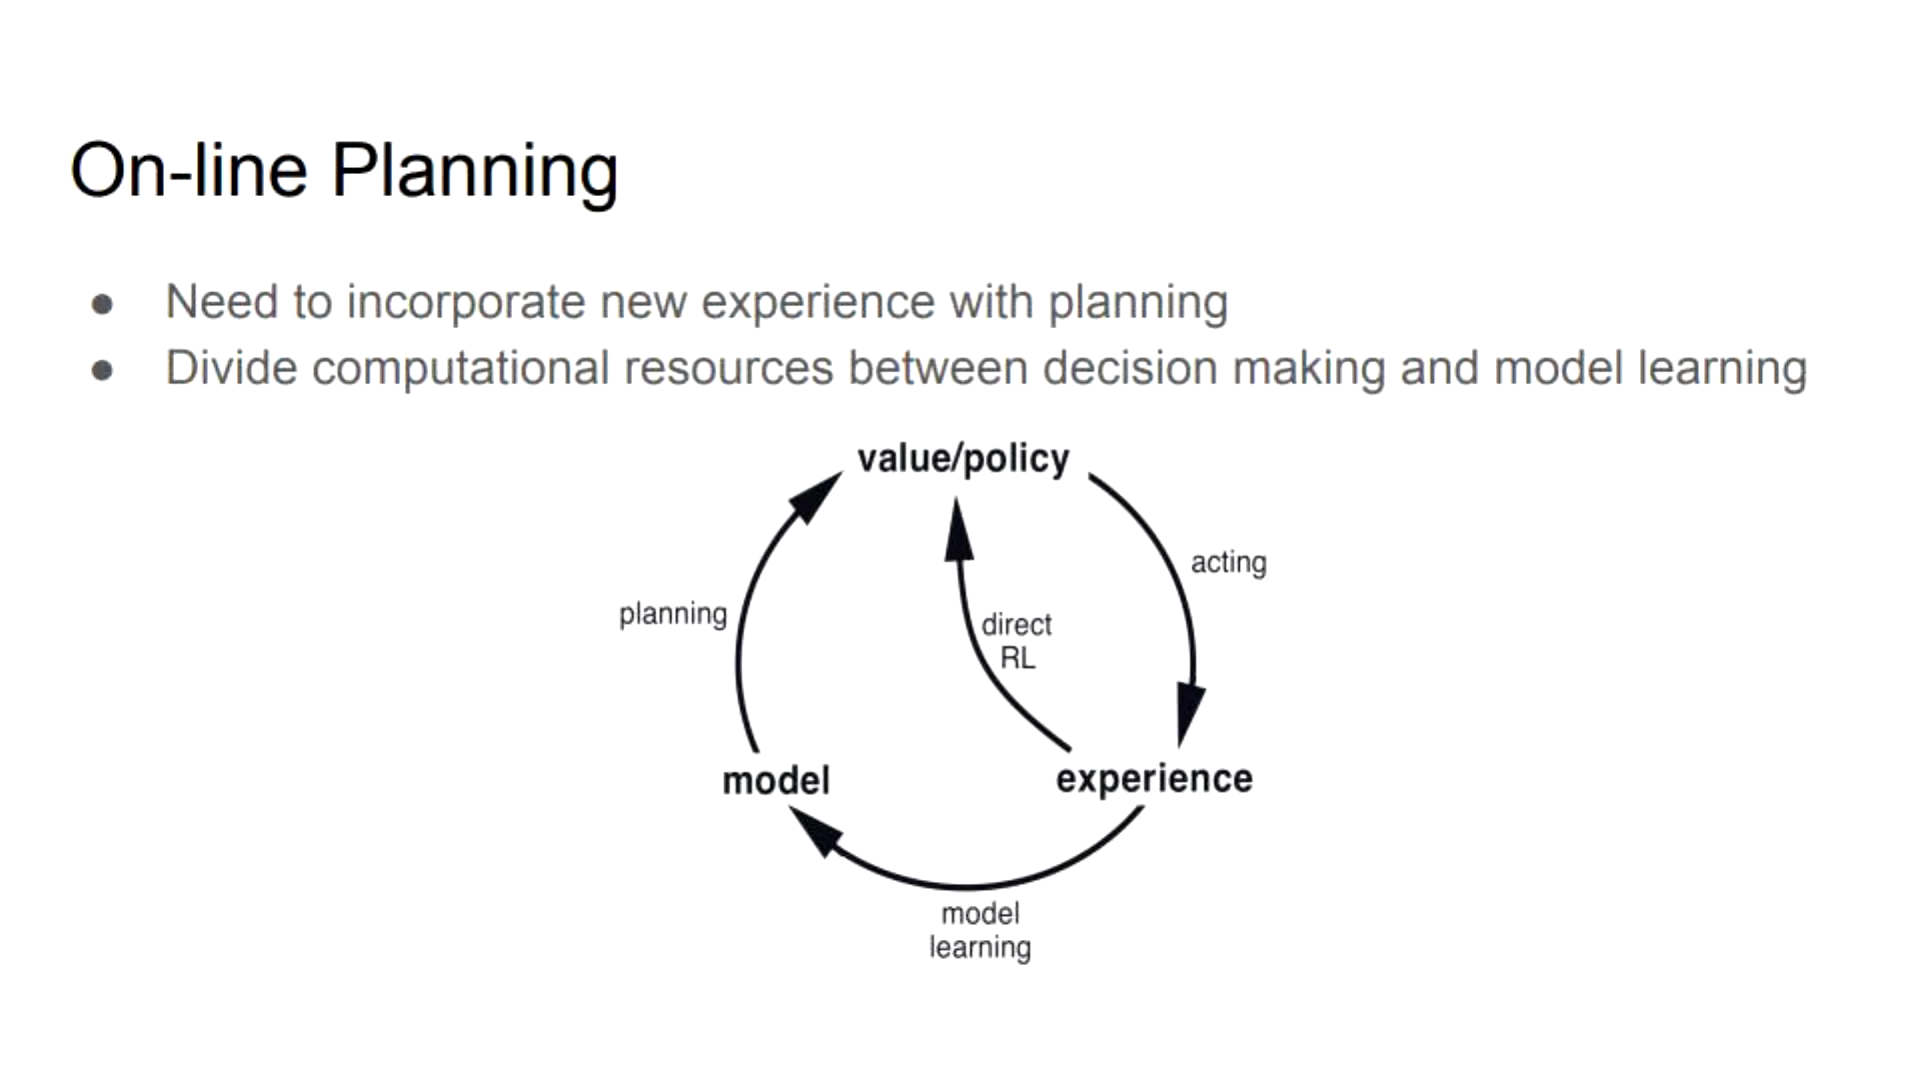 On-line Planning
● Need to incorporate new experience with planning
● Divide computational resources between decision making and model learning
value/policy
acting
planning
direct
RL
model
experience
model
learning